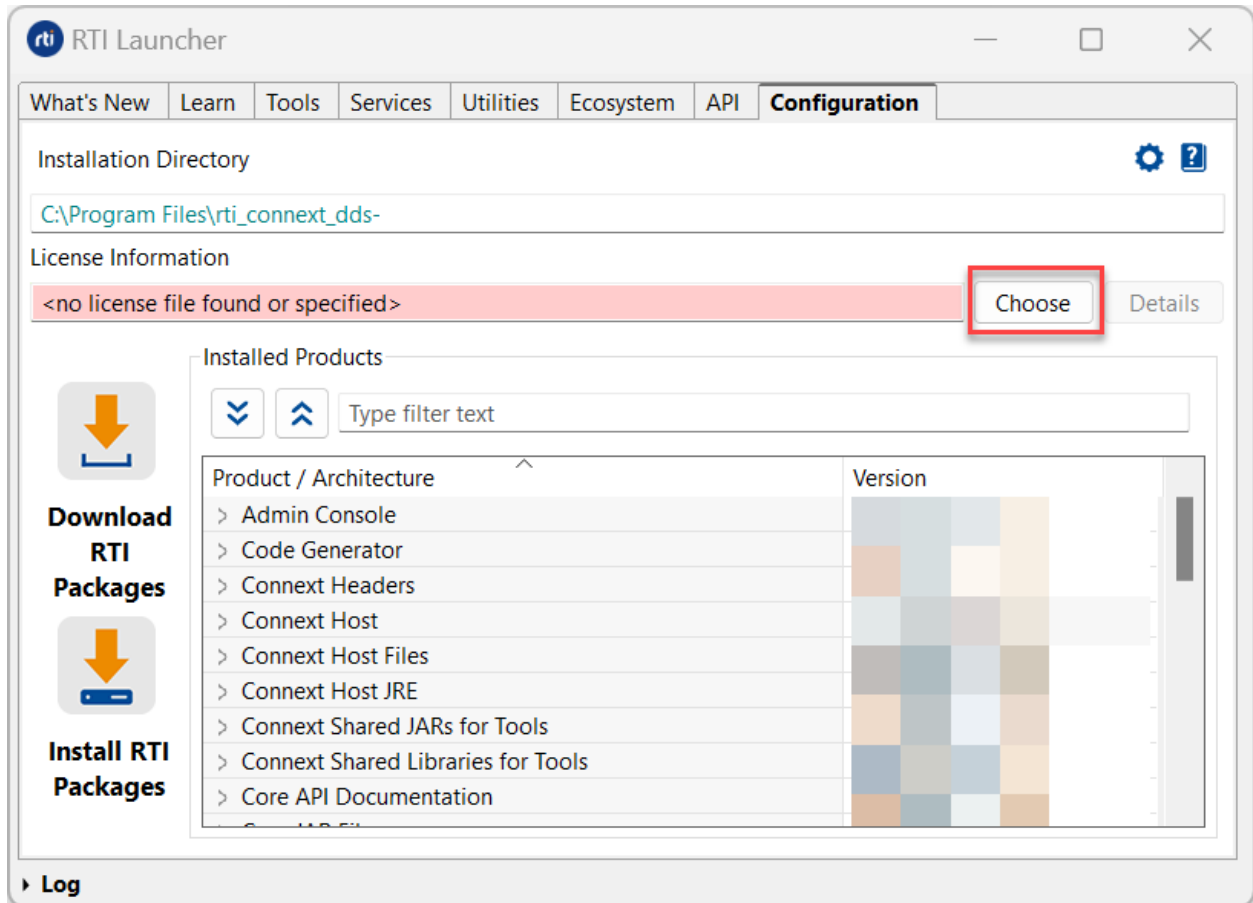 rti RTI Launcher
What's New Learn Tools Services Utilities Ecosystem API Configuration
Installation Directory
C:\Program Files\rti_connext_dds-
License Information
<no license file found or specified> Choose Details
Installed Products
Type filter text
Product / Architecture Version
Admin Console
Code Generator
Connext Headers
Connext Host
Connext Host Files
Connext Host JRE
Connext Shared JARs for Tools
Connext Shared Libraries for Tools
Core API Documentation
Download
RTI
Packages
Install RTI
Packages
Log